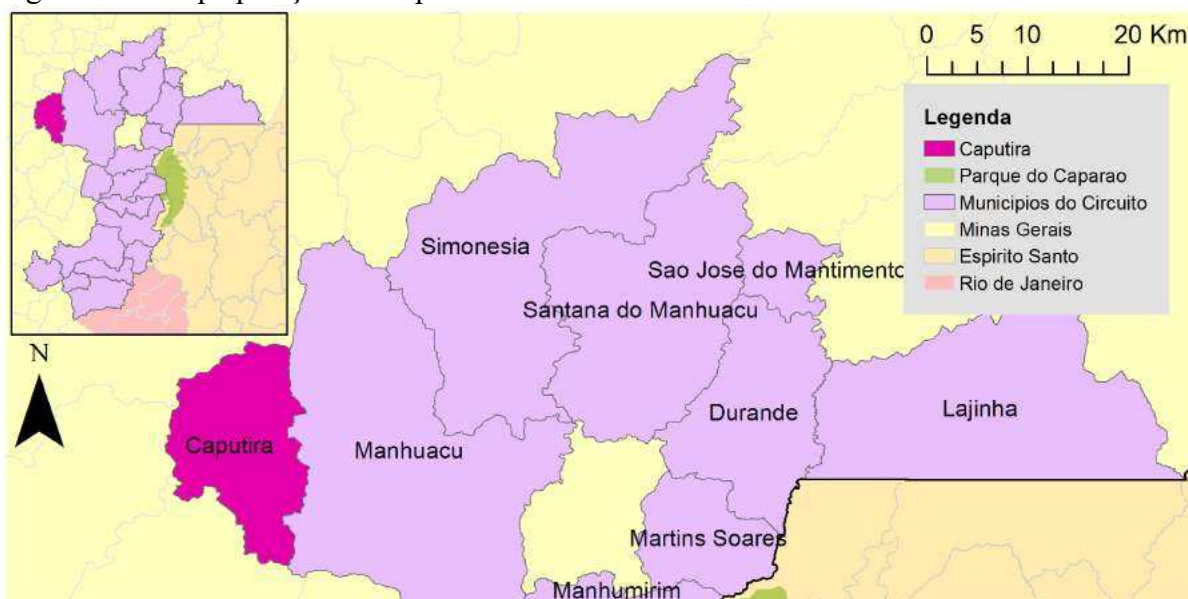 0 5 10 20 Km
Legenda
Caputira
Parque do Caparao
Municipios do Circuito
Minas Gerais
Espirito Santo
Rio de Janeiro
Simonesia
Sao Jose do Mantimento
Santana do Manhuacu
N
Durande
Lajinha
Caputira
Manhuacu
Martins Soares
Manhumirim